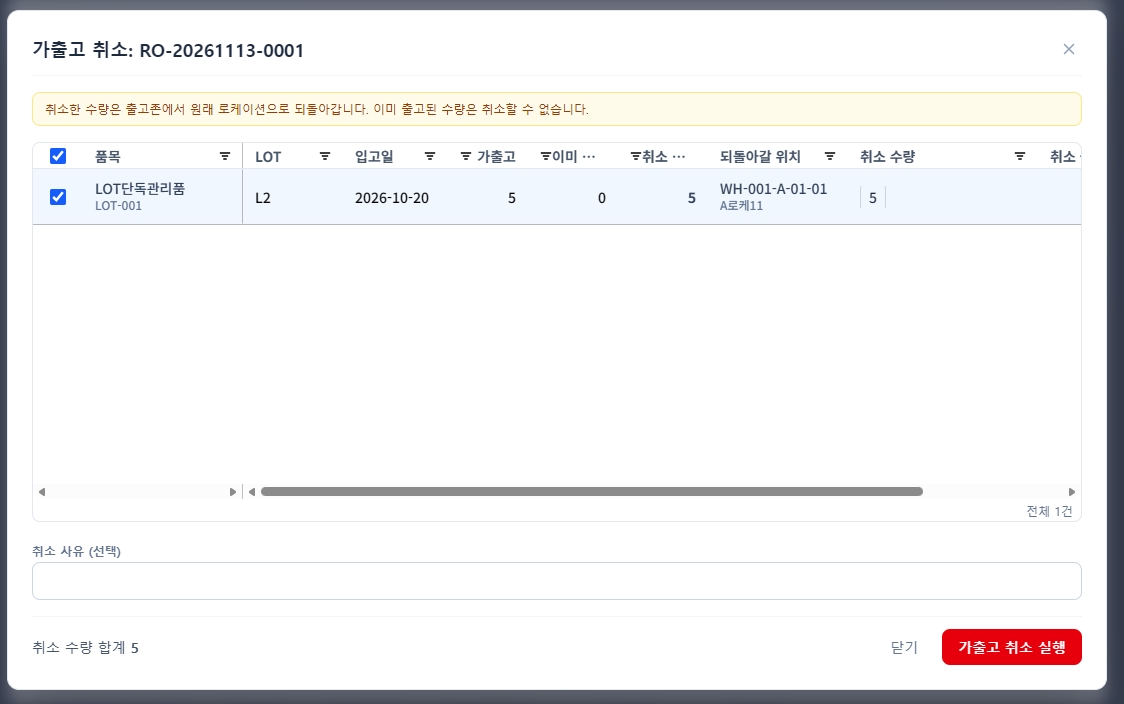 가출고 취소: RO-20261113-0001
취소한 수량은 출고존에서 원래 로케이션으로 되돌아갑니다. 이미 출고된 수량은 취소할 수 없습니다.
품목 LOT 입고일 가출고 이미 ··· 취소 ··· 되돌아갈 위치 취소 수량 취소
LOT단독관리품 L2 2026-10-20 5 0 5 WH-001-A-01-01 5
LOT-001 A로케11
전체 1건
취소 사유 (선택)
취소 수량 합계 5 닫기 가출고 취소 실행